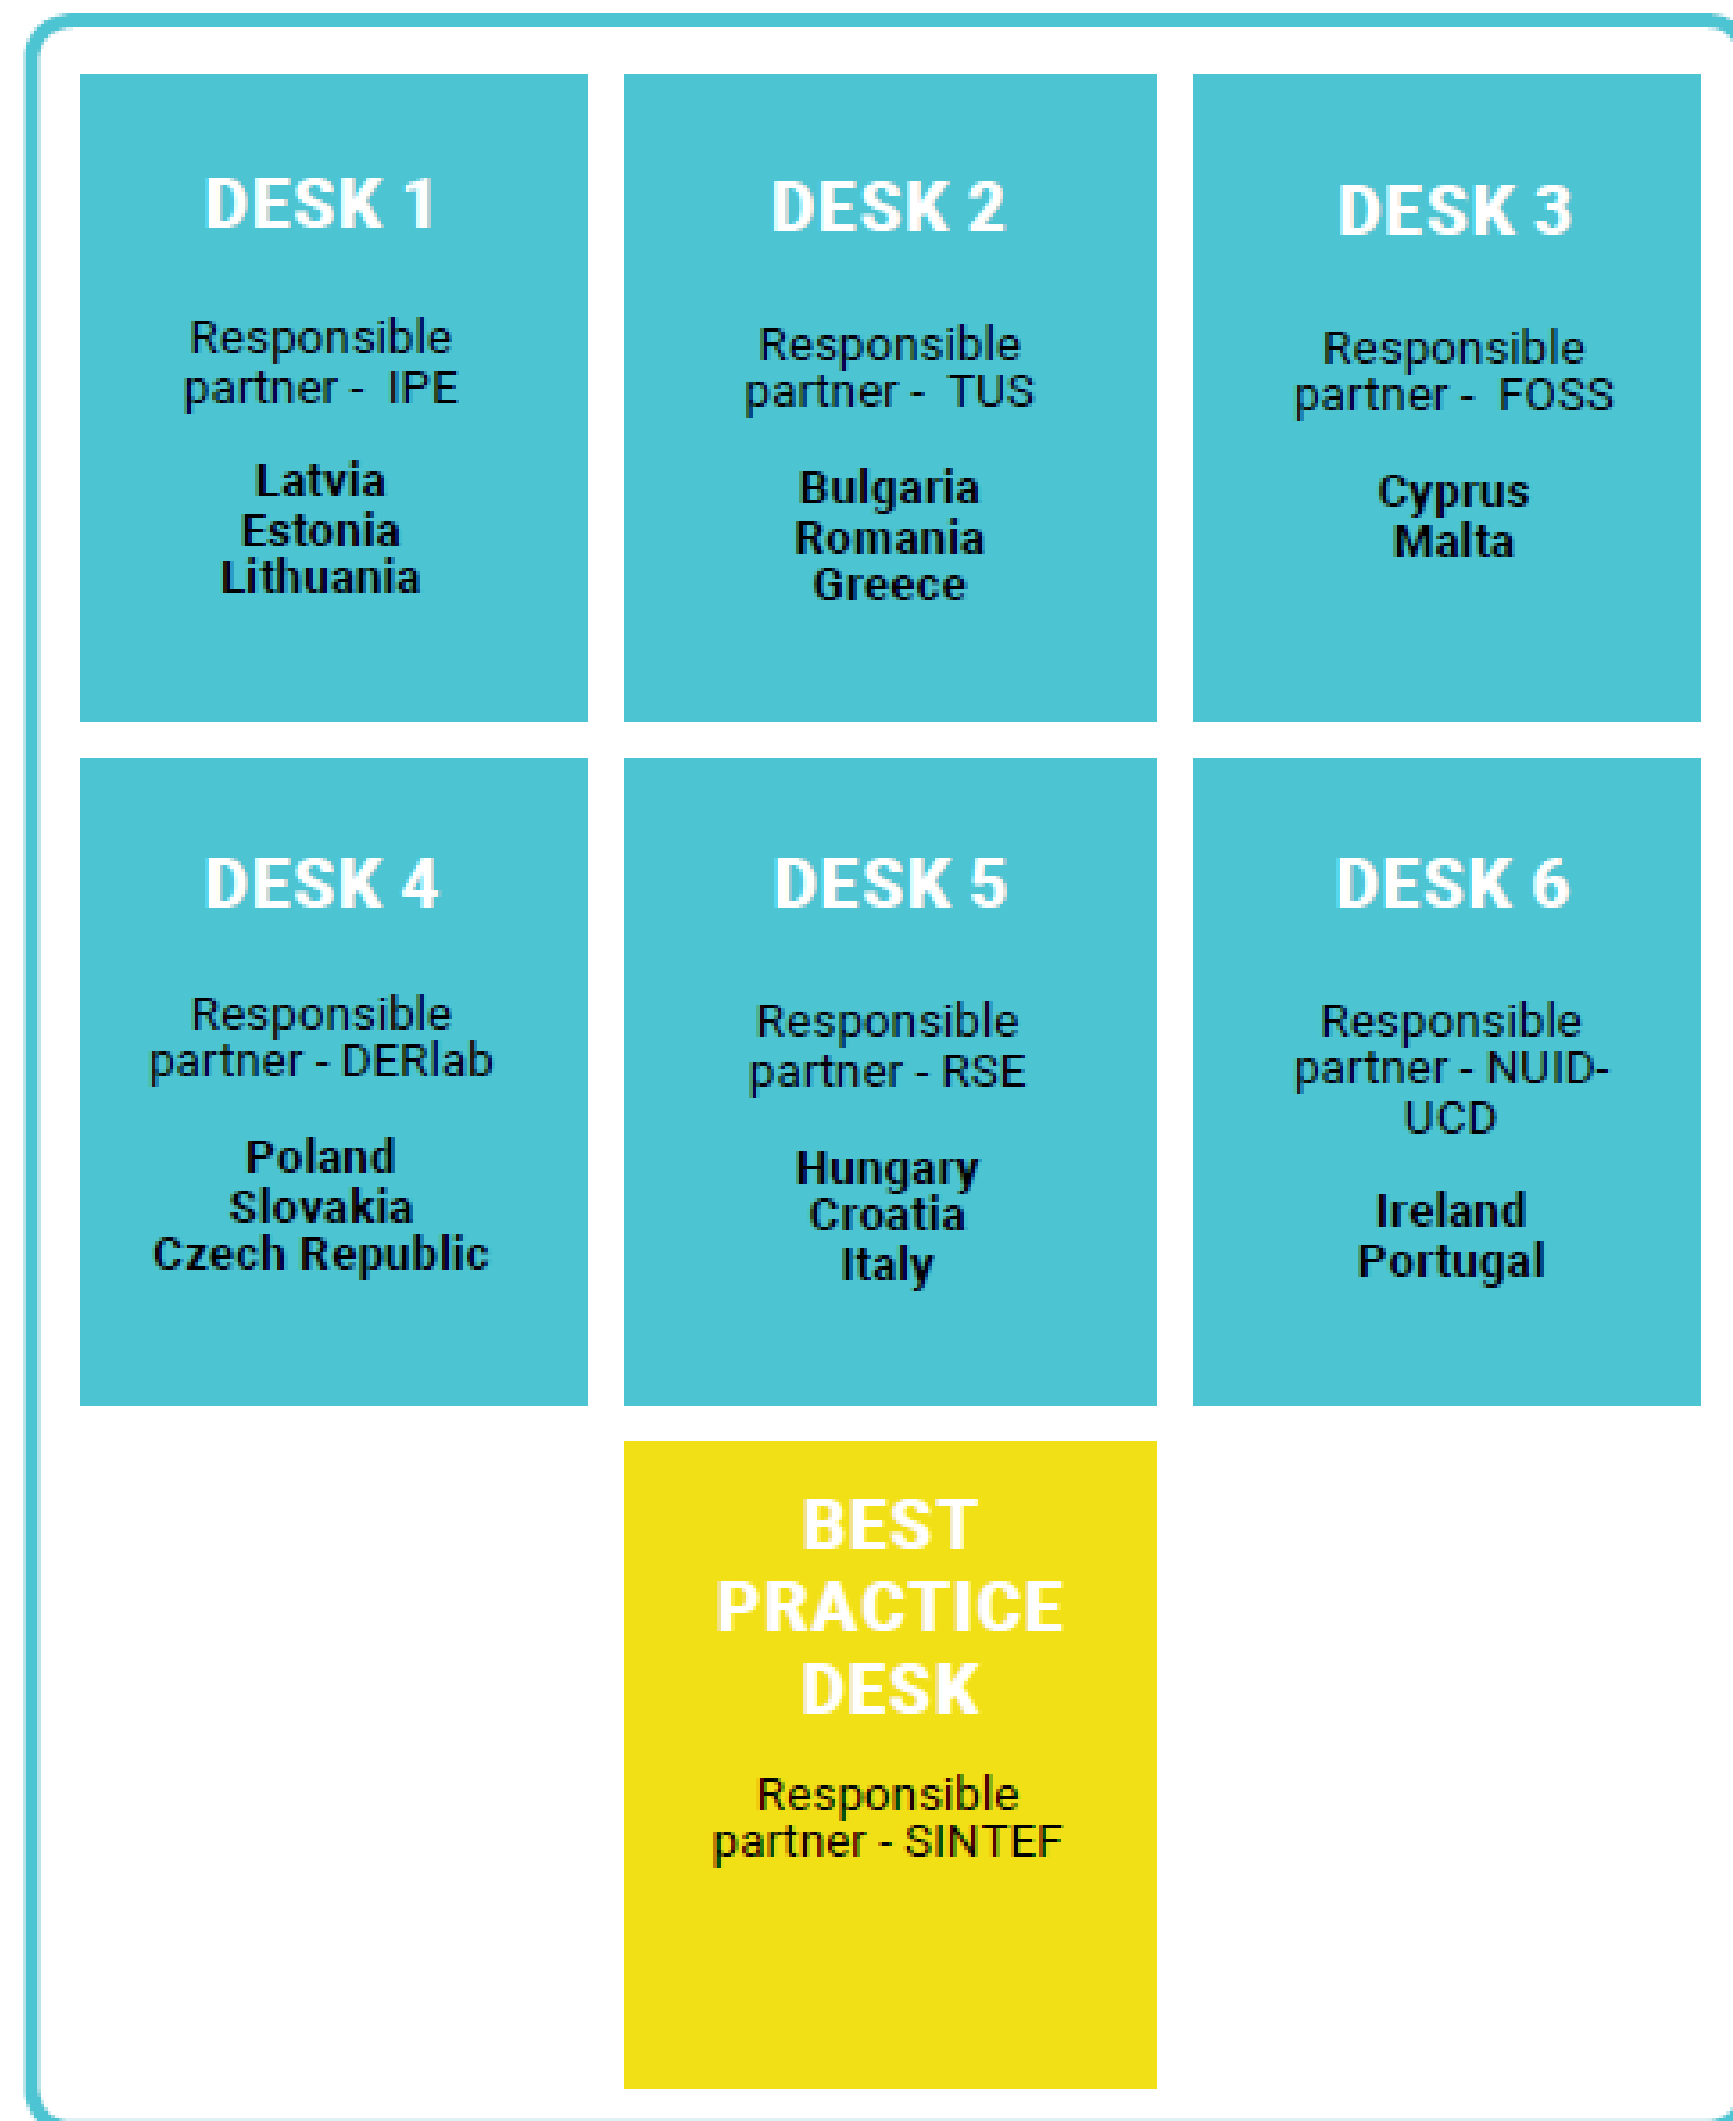 DESK 1
Responsible
partner - IPE
Latvia
Estonia
Lithuania
DESK 2
Responsible
partner - TUS
Bulgaria
Romania
Greece
DESK 3
Responsible
partner - FOSS
Cyprus
Malta
DESK 4
Responsible
partner - DERlab
Poland
Slovakia
Czech Republic
DESK 5
Responsible
partner - RSE
Hungary
Croatia
Italy
DESK 6
Responsible
partner - NUID-
UCD
Ireland
Portugal
BEST
PRACTICE
DESK
Responsible
partner - SINTEF